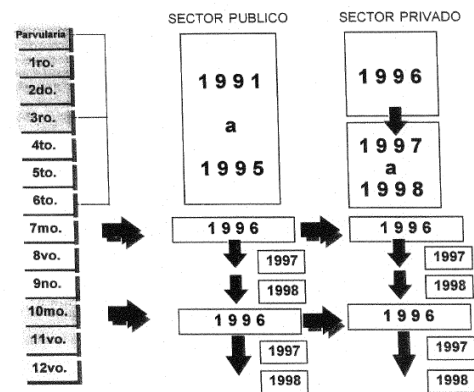 SECTOR PUBLICO
SECTOR PRIVADO
Parvularia
1ro.
2do.
3ro.
4to.
5to.
6to.
7mo.
8vo.
9no.
10mo.
11vo.
12vo.
1991
a
1995
1996
1997
1998
1996
1997
1998
1996
1997
a
1998
1996
1997
1998
1996
1997
1998